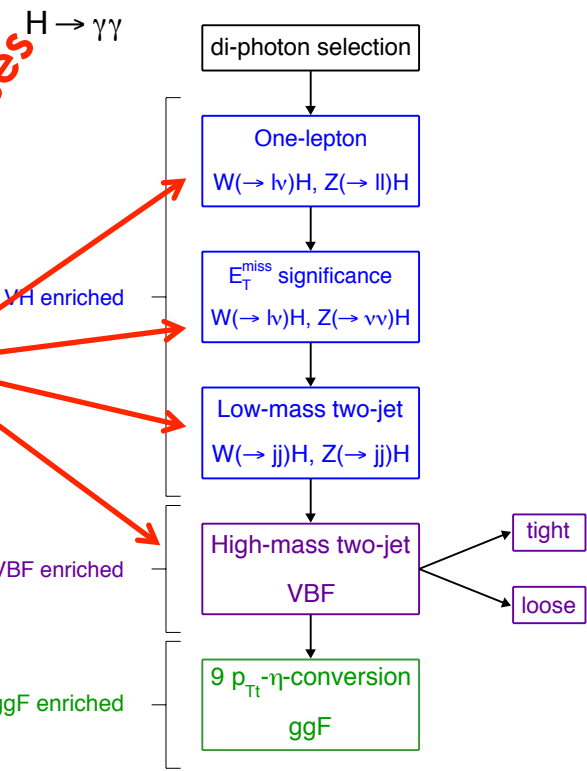 H → γγ
di-photon selection
One-lepton
W(→ lν)H, Z(→ ll)H
E_T^miss significance
W(→ lν)H, Z(→ νν)H
VH enriched
Low-mass two-jet
W(→ jj)H, Z(→ jj)H
High-mass two-jet
VBF
tight
loose
VBF enriched
9 p_Tt-η-conversion
ggF
ggF enriched